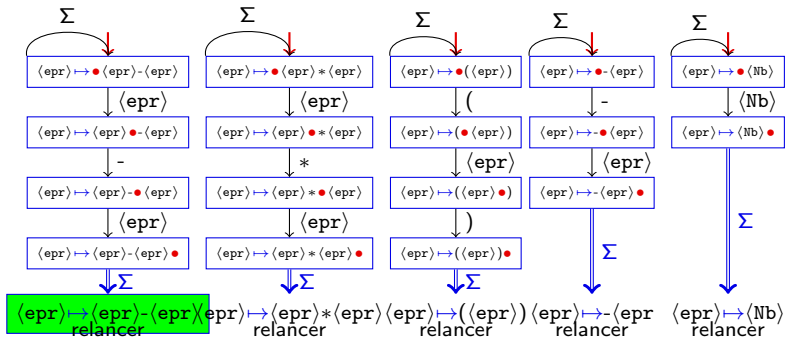 Σ Σ Σ Σ Σ
⟨epr⟩↦●⟨epr⟩-⟨epr⟩ ⟨epr⟩↦●⟨epr⟩*⟨epr⟩ ⟨epr⟩↦●(⟨epr⟩) ⟨epr⟩↦●-⟨epr⟩ ⟨epr⟩↦●⟨Nb⟩
⟨epr⟩ ⟨epr⟩ ( - ⟨Nb⟩
⟨epr⟩↦⟨epr⟩●-⟨epr⟩ ⟨epr⟩↦⟨epr⟩●*⟨epr⟩ ⟨epr⟩↦(●⟨epr⟩) ⟨epr⟩↦-●⟨epr⟩ ⟨epr⟩↦⟨Nb⟩●
- * ⟨epr⟩ ⟨epr⟩
⟨epr⟩↦⟨epr⟩-●⟨epr⟩ ⟨epr⟩↦⟨epr⟩*●⟨epr⟩ ⟨epr⟩↦(⟨epr⟩●) ⟨epr⟩↦-⟨epr⟩●
⟨epr⟩ ⟨epr⟩ ) Σ
⟨epr⟩↦⟨epr⟩-⟨epr⟩● ⟨epr⟩↦⟨epr⟩*⟨epr⟩● ⟨epr⟩↦(⟨epr⟩)● Σ
Σ Σ Σ
⟨epr⟩↦⟨epr⟩-⟨epr⟩ ⟨epr⟩↦⟨epr⟩*⟨epr⟩ ⟨epr⟩↦(⟨epr⟩) ⟨epr⟩↦-⟨epr ⟨epr⟩↦⟨Nb⟩
relancer relancer relancer relancer relancer